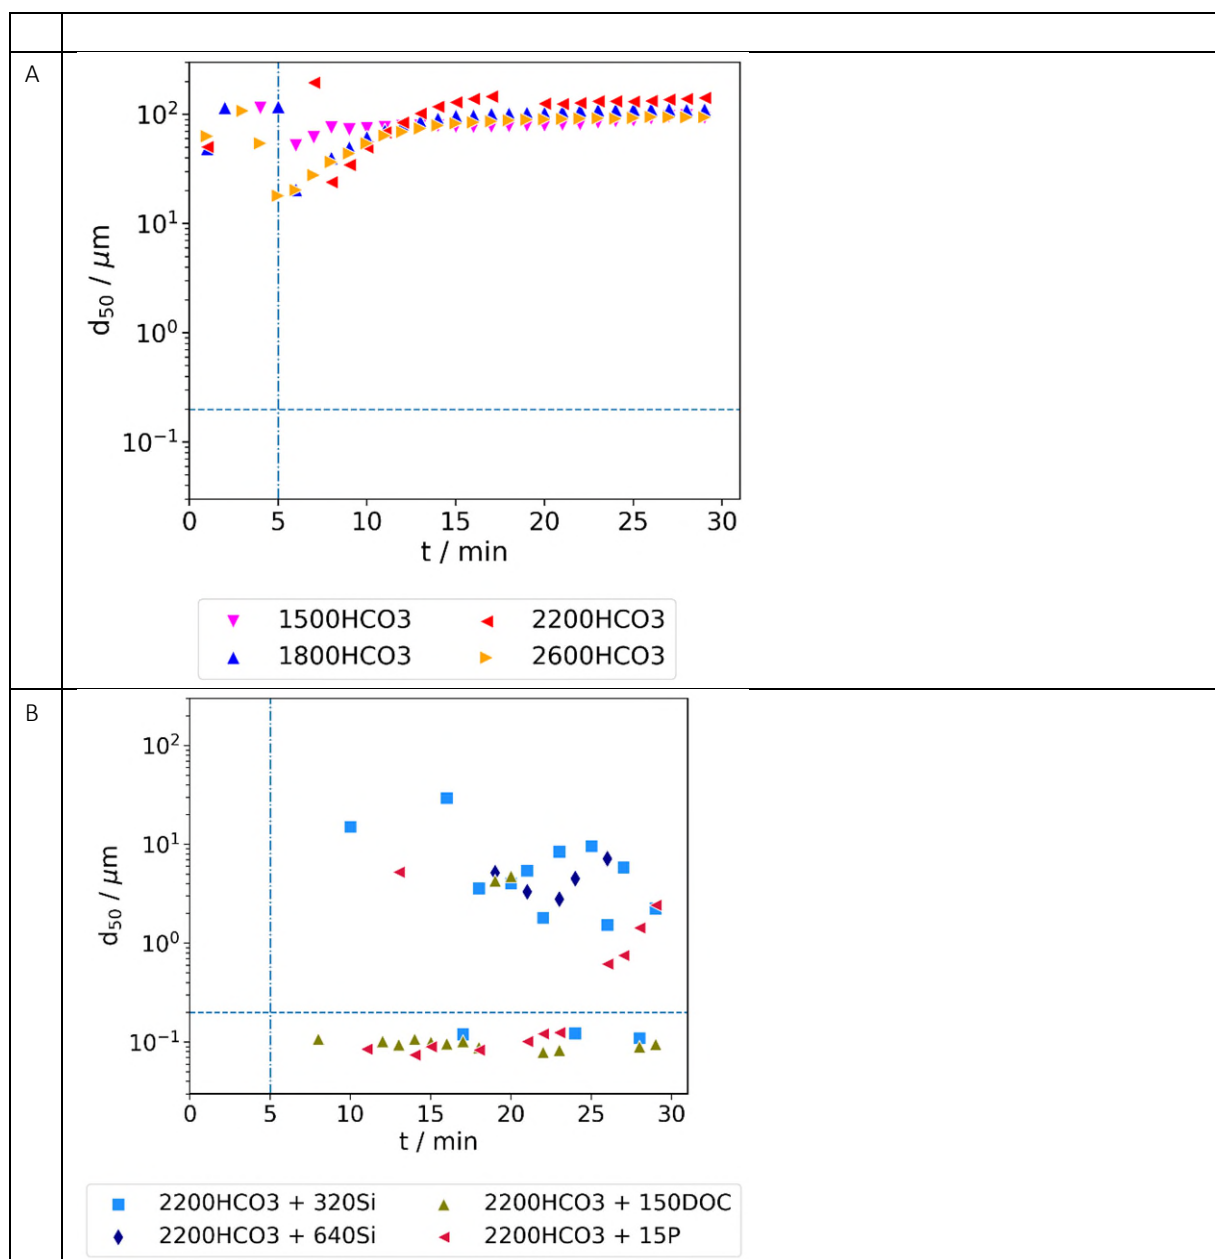 A
10²
10¹
10⁰
10⁻¹
d₅₀ / μm
0 5 10 15 20 25 30
t / min
1500HCO3 2200HCO3
1800HCO3 2600HCO3
B
10²
10¹
10⁰
10⁻¹
d₅₀ / μm
0 5 10 15 20 25 30
t / min
2200HCO3 + 320Si 2200HCO3 + 150DOC
2200HCO3 + 640Si 2200HCO3 + 15P